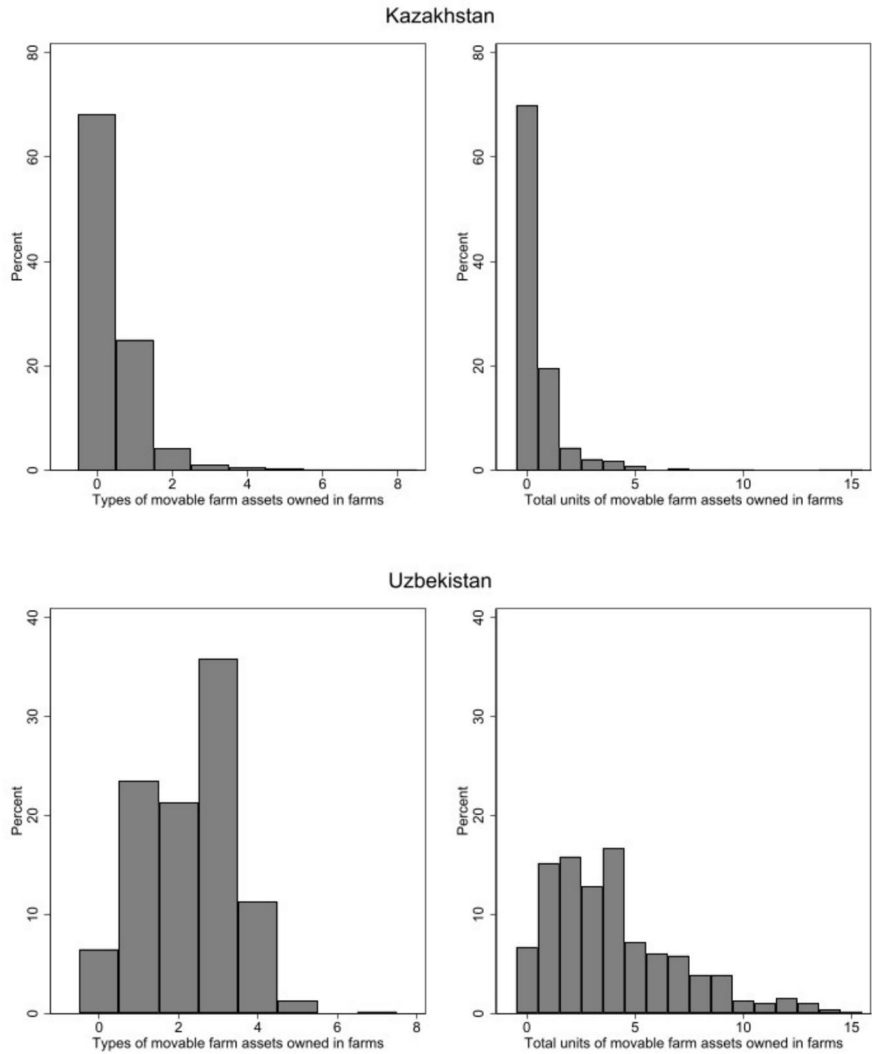 Kazakhstan
80
60
40
20
0
Percent
0 2 4 6 8
Types of movable farm assets owned in farms
80
60
40
20
0
Percent
0 5 10 15
Total units of movable farm assets owned in farms
Uzbekistan
40
30
20
10
0
Percent
0 2 4 6 8
Types of movable farm assets owned in farms
40
30
20
10
0
Percent
0 5 10 15
Total units of movable farm assets owned in farms